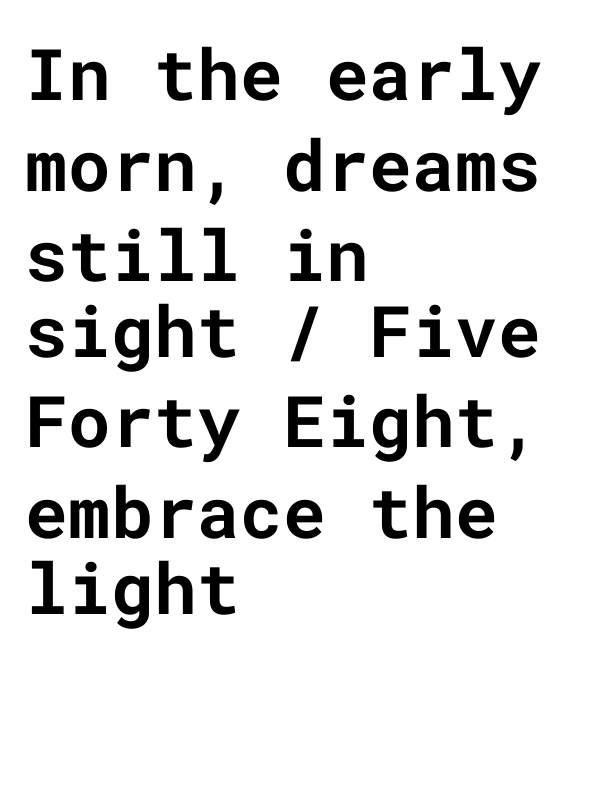 In the early
morn, dreams
still in
sight / Five
Forty Eight,
embrace the
light